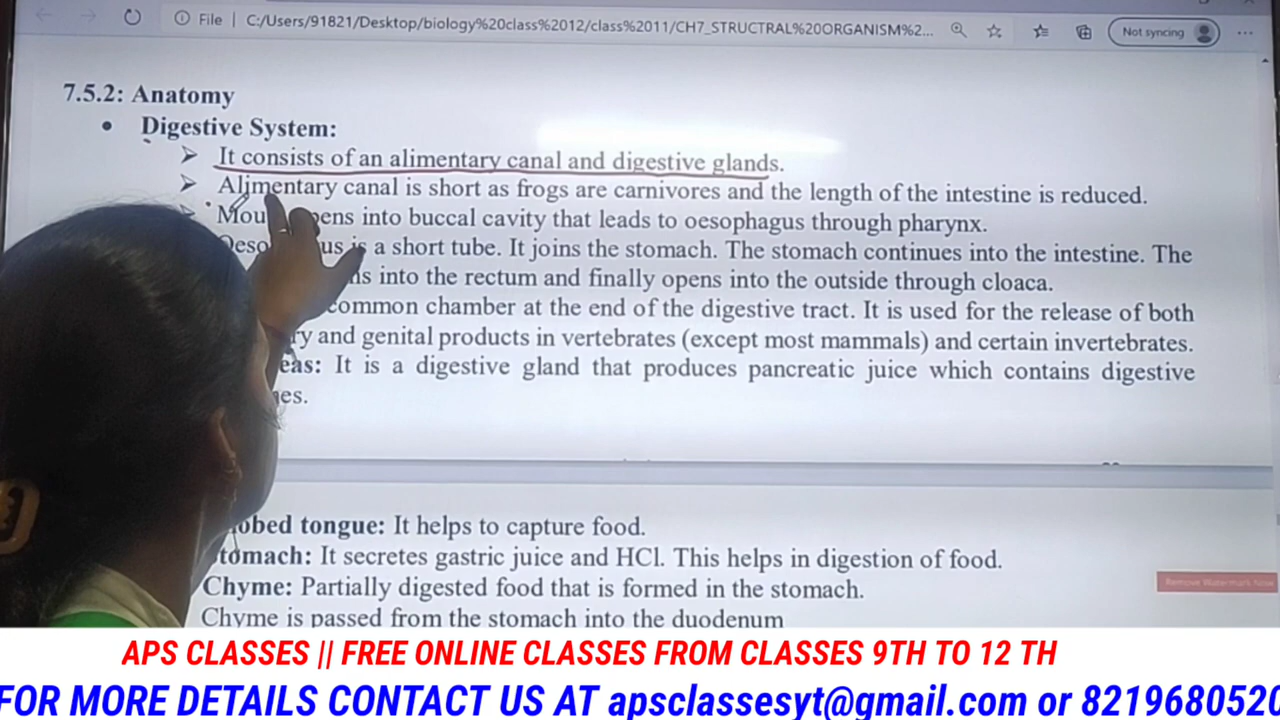 File | C:/Users/91821/Desktop/biology%20class%2012/class%2011/CH7_STRUCTRAL%20ORGANISM%2... Not syncing
7.5.2: Anatomy
• Digestive System:
➢ It consists of an alimentary canal and digestive glands.
➢ Alimentary canal is short as frogs are carnivores and the length of the intestine is reduced.
into buccal cavity that leads to oesophagus through pharynx.
is a short tube. It joins the stomach. The stomach continues into the intestine. The
into the rectum and finally opens into the outside through cloaca.
common chamber at the end of the digestive tract. It is used for the release of both
and genital products in vertebrates (except most mammals) and certain invertebrates.
It is a digestive gland that produces pancreatic juice which contains digestive
tongue: It helps to capture food.
Stomach: It secretes gastric juice and HCl. This helps in digestion of food.
Remove Watermark Now
Chyme: Partially digested food that is formed in the stomach.
Chyme is passed from the stomach into the duodenum
APS CLASSES || FREE ONLINE CLASSES FROM CLASSES 9TH TO 12 TH
FOR MORE DETAILS CONTACT US AT apsclassesyt@gmail.com or 8219680520